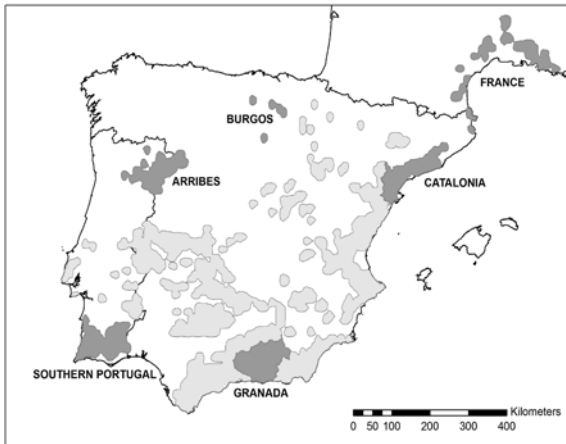 FRANCE
BURGOS
ARRIBES
CATALONIA
SOUTHERN PORTUGAL
GRANADA
Kilometers
0 50 100 200 300 400